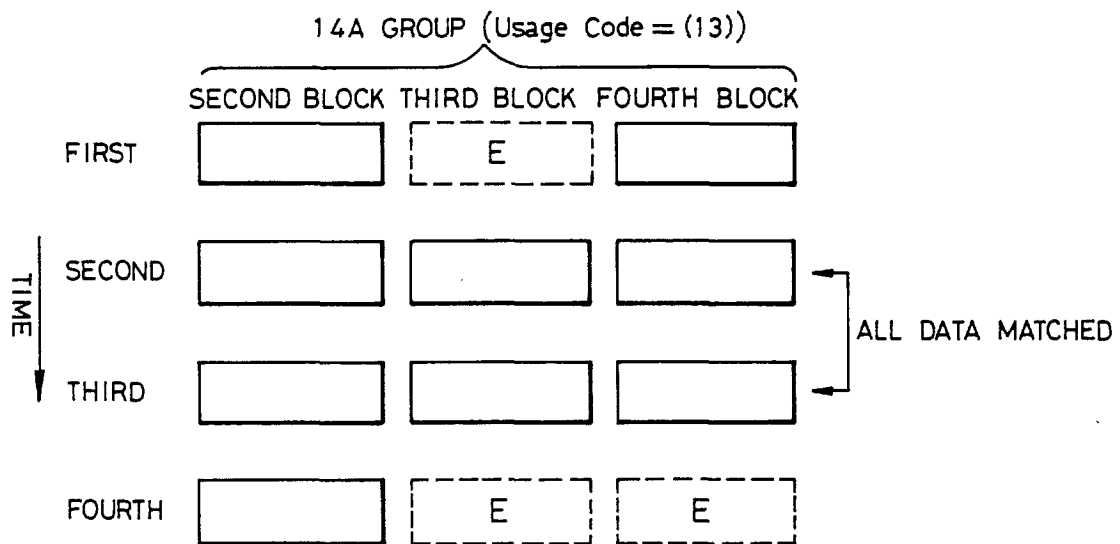 14A GROUP (Usage Code = (13))
SECOND BLOCK THIRD BLOCK FOURTH BLOCK
FIRST E
TIME
SECOND
ALL DATA MATCHED
THIRD
FOURTH E E